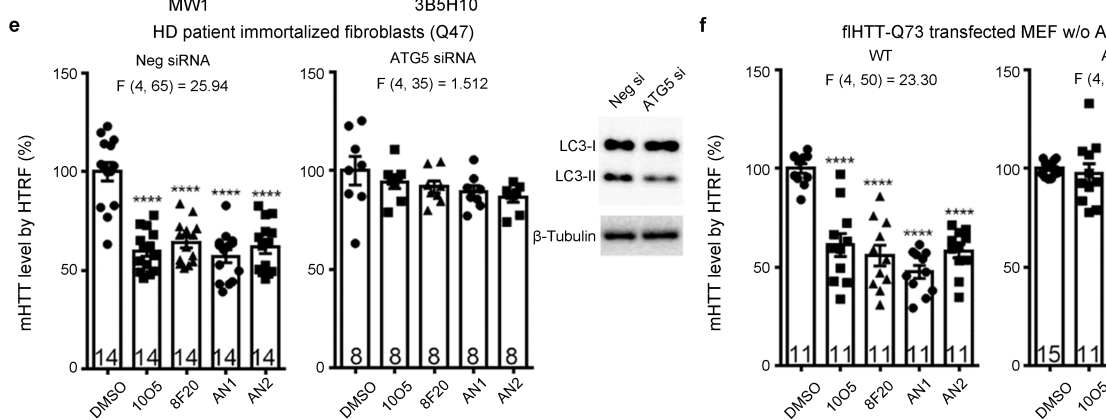 MW1
3B5H10
e
HD patient immortalized fibroblasts (Q47)
Neg siRNA
F (4, 65) = 25.94
mHTT level by HTRF (%)
150
100
50
0
****
****
****
****
14 14 14 14 14
DMSO 10O5 8F20 AN1 AN2
ATG5 siRNA
F (4, 35) = 1.512
150
100
50
0
8 8 8 8 8
DMSO 10O5 8F20 AN1 AN2
Neg si
ATG5 si
LC3-I
LC3-II
β-Tubulin
f
flHTT-Q73 transfected MEF w/o A
WT
F (4, 50) = 23.30
mHTT level by HTRF (%)
150
100
50
0
****
****
****
****
11 11 11 11 11
DMSO 10O5 8F20 AN1 AN2
F (4,
150
100
50
0
15 11
DMSO 10O5